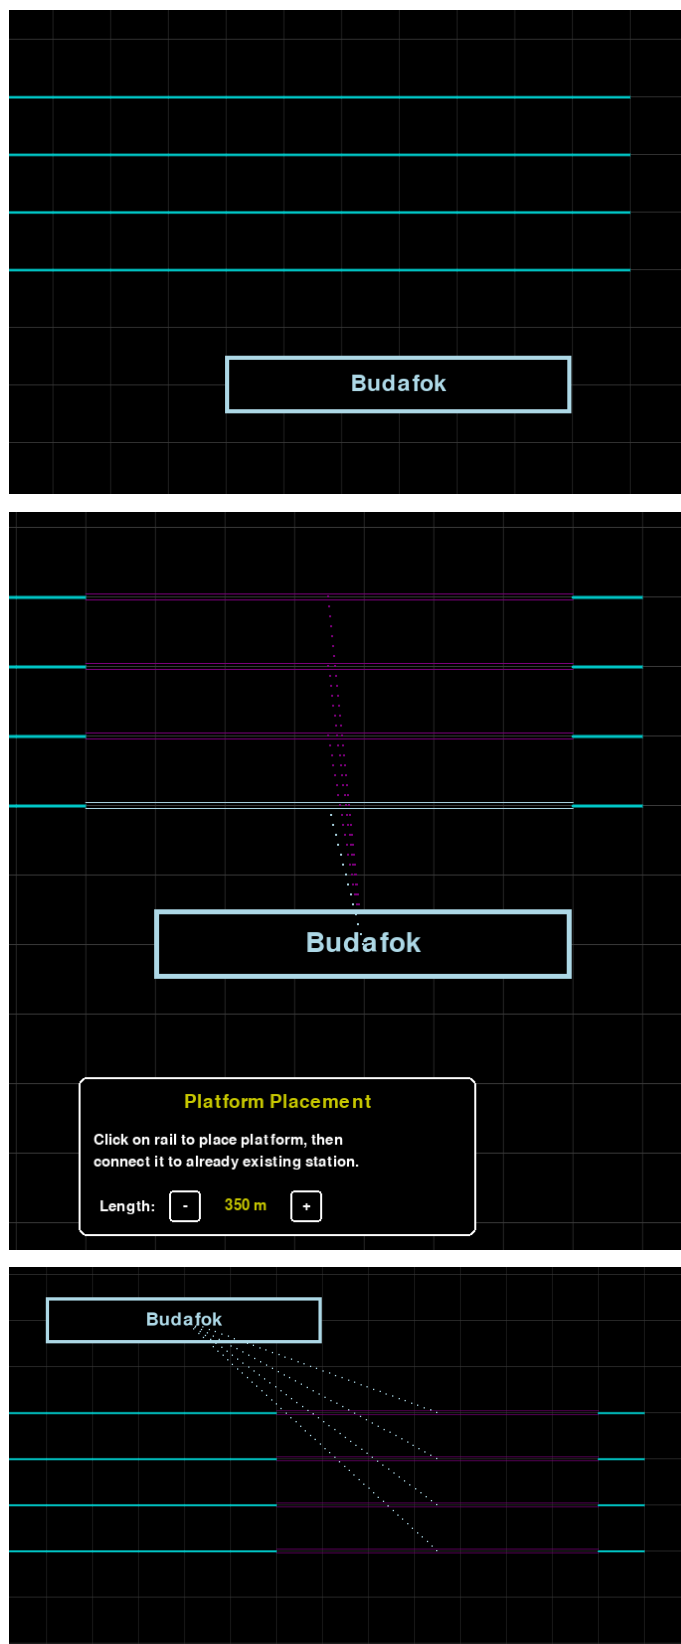 Budafok
Budafok
Platform Placement
Click on rail to place platform, then
connect it to already existing station.
Length: - 350 m +
Budafok